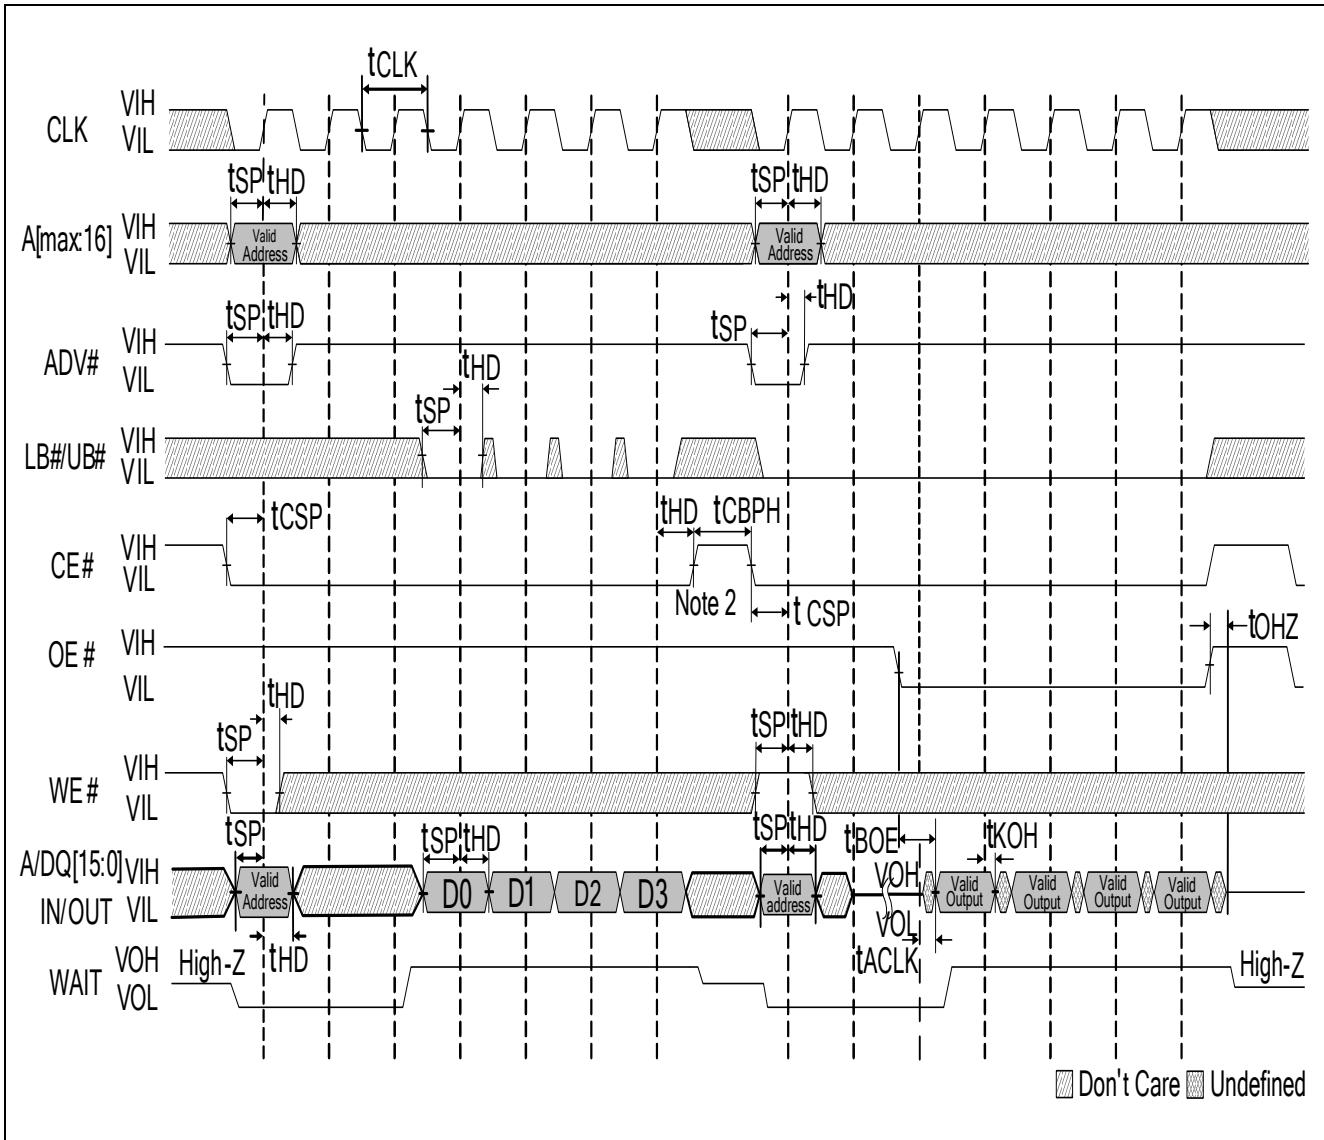 tCLK
CLK VIH
VIL
tSP tHD tSP tHD
A[max:16] VIH
VIL
Valid Address
Valid Address
tHD
tSP tHD tSP
ADV# VIH
VIL
tHD
tSP
LB#/UB# VIH
VIL
tCSP tHD tCBPH
CE# VIH
VIL
Note 2 tCSP
OE# VIH
VIL
tOHZ
tHD
tSP tSP tHD
WE# VIH
VIL
tSP tSP tHD tSP tHD tBOE tKOH
A/DQ[15:0] VIH
IN/OUT VIL
Valid Address
D0 D1 D2 D3
Valid address
VOH
VOL
Valid Output
Valid Output
Valid Output
Valid Output
tHD tACLK
WAIT VOH
VOL
High-Z High-Z
Don't Care Undefined